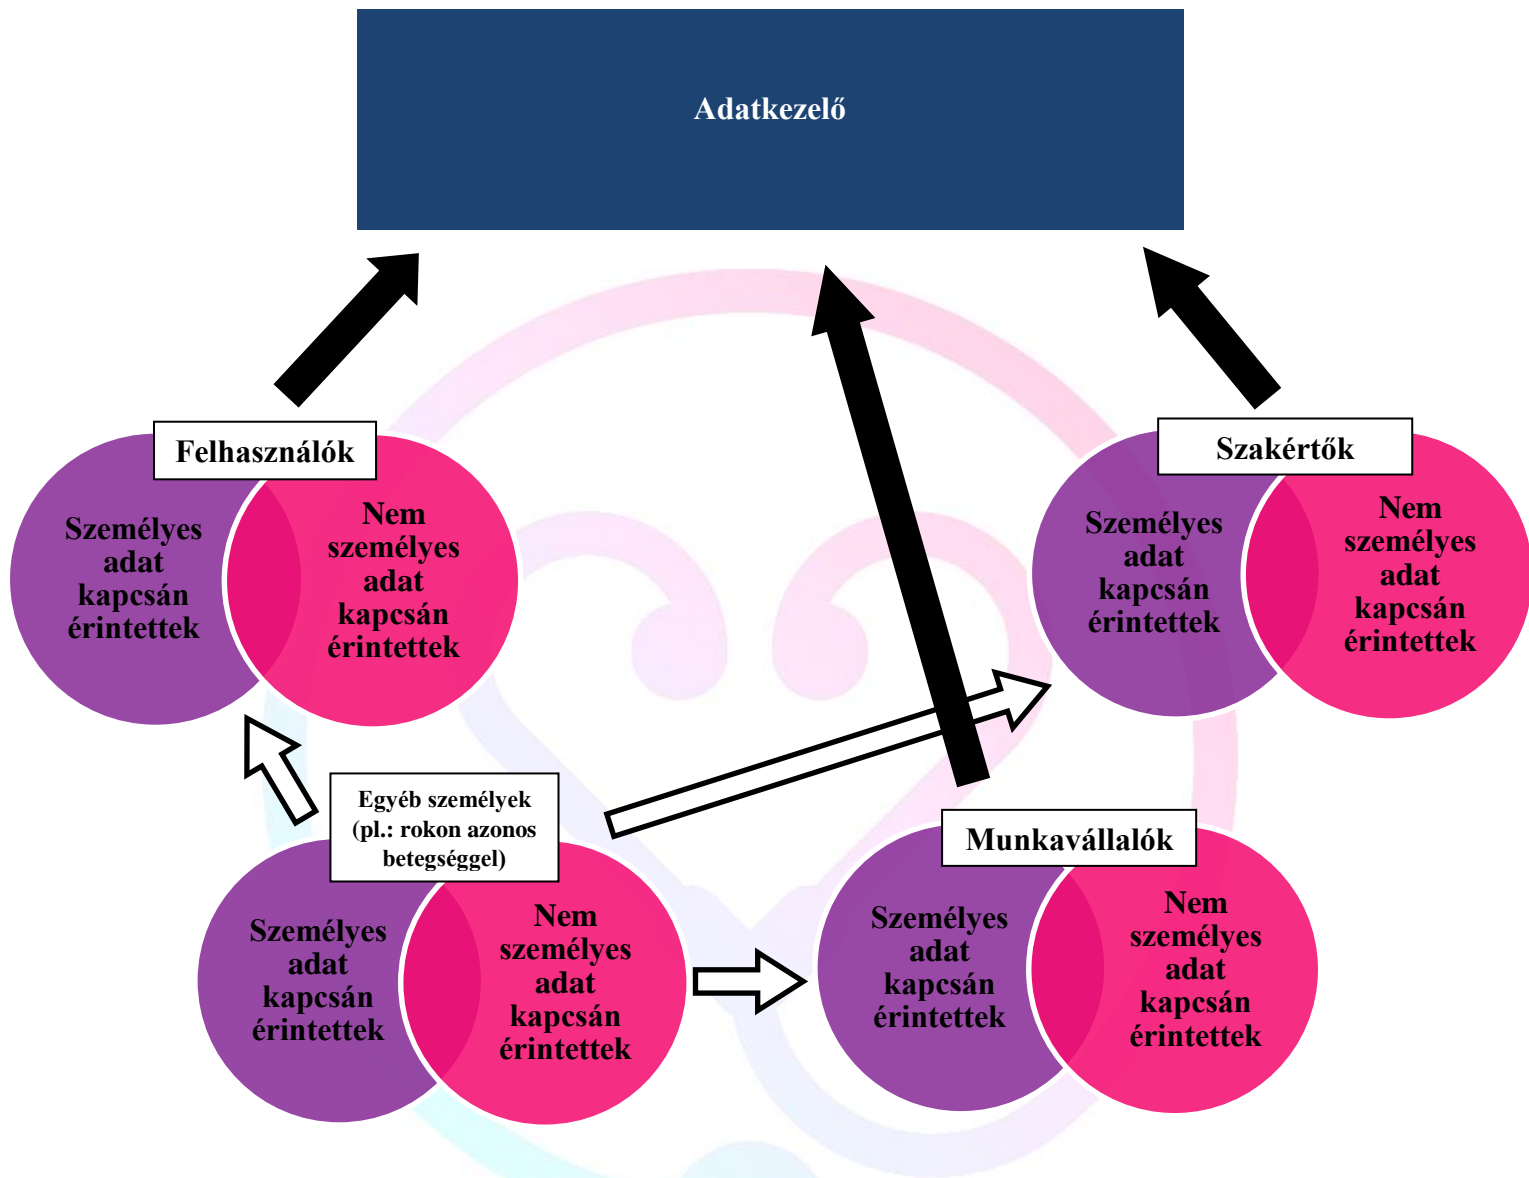 Adatkezelő
Felhasználók
Személyes
adat
kapcsán
érintettek
Nem
személyes
adat
kapcsán
érintettek
Szakértők
Személyes
adat
kapcsán
érintettek
Nem
személyes
adat
kapcsán
érintettek
Egyéb személyek
(pl.: rokon azonos
betegséggel)
Személyes
adat
kapcsán
érintettek
Nem
személyes
adat
kapcsán
érintettek
Munkavállalók
Személyes
adat
kapcsán
érintettek
Nem
személyes
adat
kapcsán
érintettek